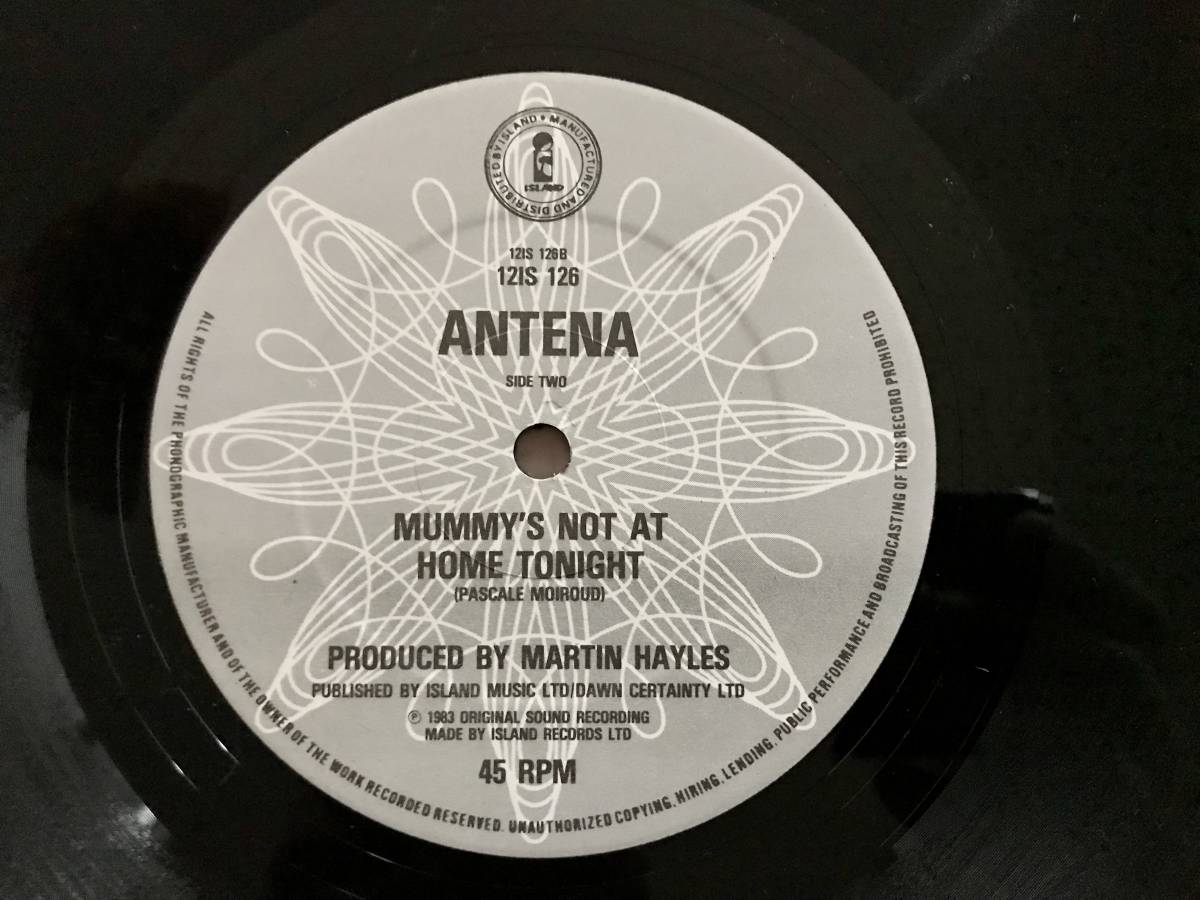 MANUFACTURED AND DISTRIBUTED BY ISLAND •
ISLAND
12IS 126B
12IS 126
ANTENA
SIDE TWO
MUMMY'S NOT AT
HOME TONIGHT
(PASCALE MOIROUD)
PRODUCED BY MARTIN HAYLES
PUBLISHED BY ISLAND MUSIC LTD/DAWN CERTAINTY LTD
℗ 1983 ORIGINAL SOUND RECORDING
MADE BY ISLAND RECORDS LTD
45 RPM
ALL RIGHTS OF THE PHONOGRAPHIC MANUFACTURER AND OF THE OWNER OF THE WORK RECORDED RESERVED. UNAUTHORIZED COPYING, HIRING, LENDING, PUBLIC PERFORMANCE AND BROADCASTING OF THIS RECORD PROHIBITED